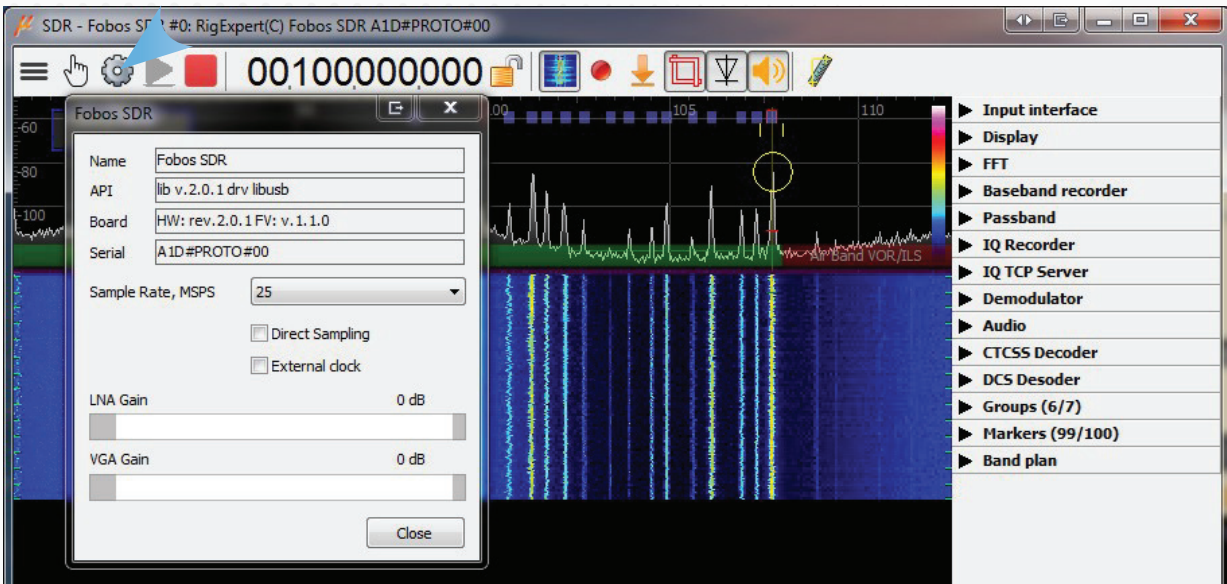 SDR - Fobos SDR #0: RigExpert(C) Fobos SDR A1D#PROTO#00
00100000000
Fobos SDR
Name Fobos SDR
API lib v.2.0.1 drv libusb
Board HW: rev.2.0.1 FV: v.1.1.0
Serial A1D#PROTO#00
Sample Rate, MSPS 25
Direct Sampling
External clock
LNA Gain 0 dB
VGA Gain 0 dB
Close
-60
-80
-100
105
110
Air Band VOR/ILS
Input interface
Display
FFT
Baseband recorder
Passband
IQ Recorder
IQ TCP Server
Demodulator
Audio
CTCSS Decoder
DCS Desoder
Groups (6/7)
Markers (99/100)
Band plan